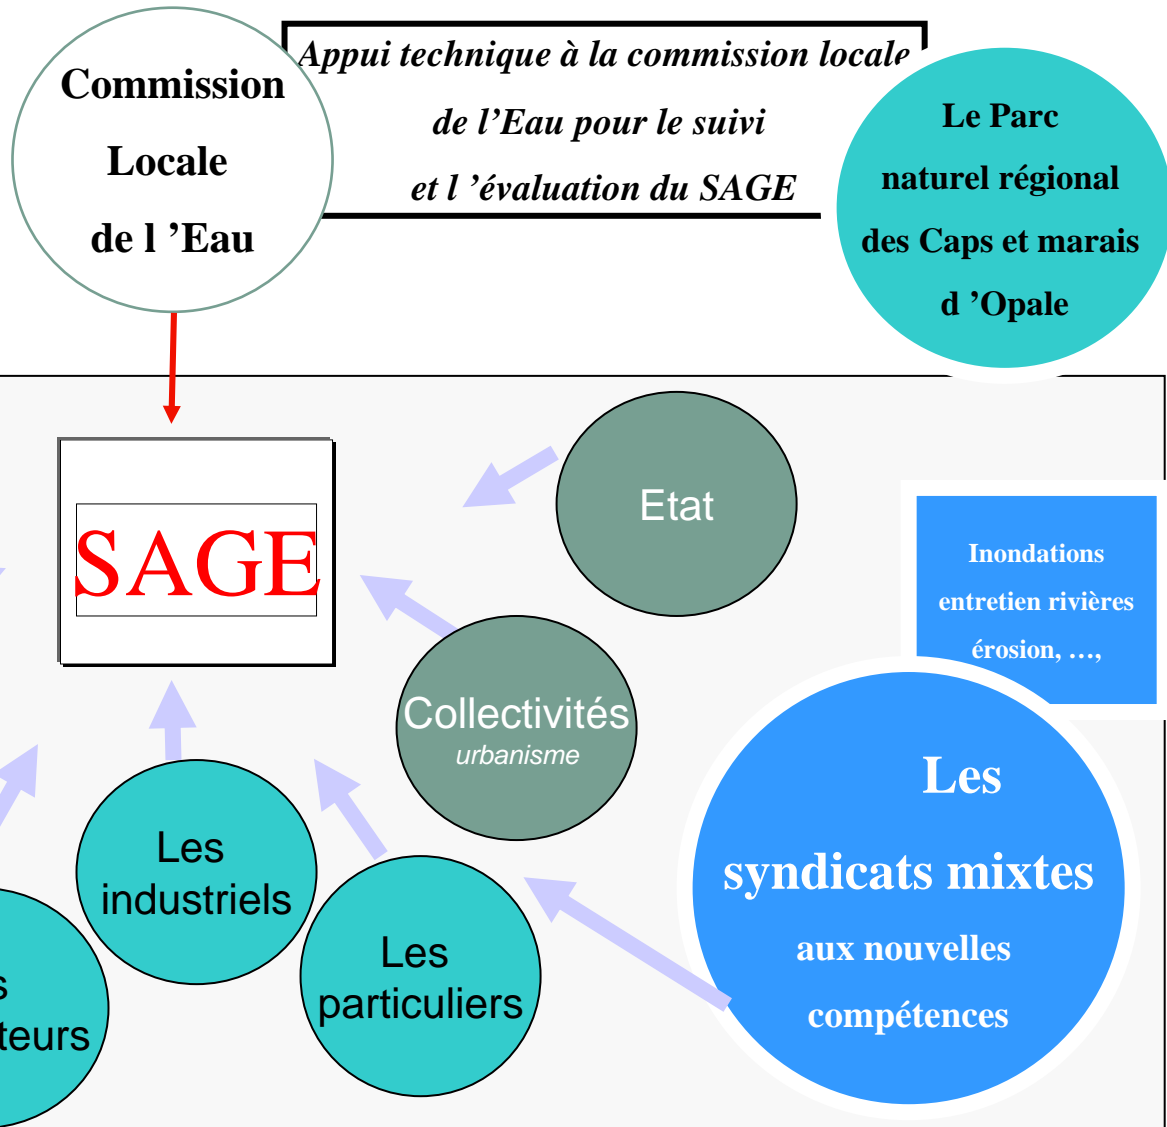 Commission
Locale
de l ’Eau
Appui technique à la commission locale
de l’Eau pour le suivi
et l ’évaluation du SAGE
Le Parc
naturel régional
des Caps et marais
d ’Opale
SAGE
Etat
Inondations
entretien rivières
érosion, …,
Collectivités
urbanisme
Les
syndicats mixtes
aux nouvelles
compétences
Les
industriels
Les
particuliers
s
teurs